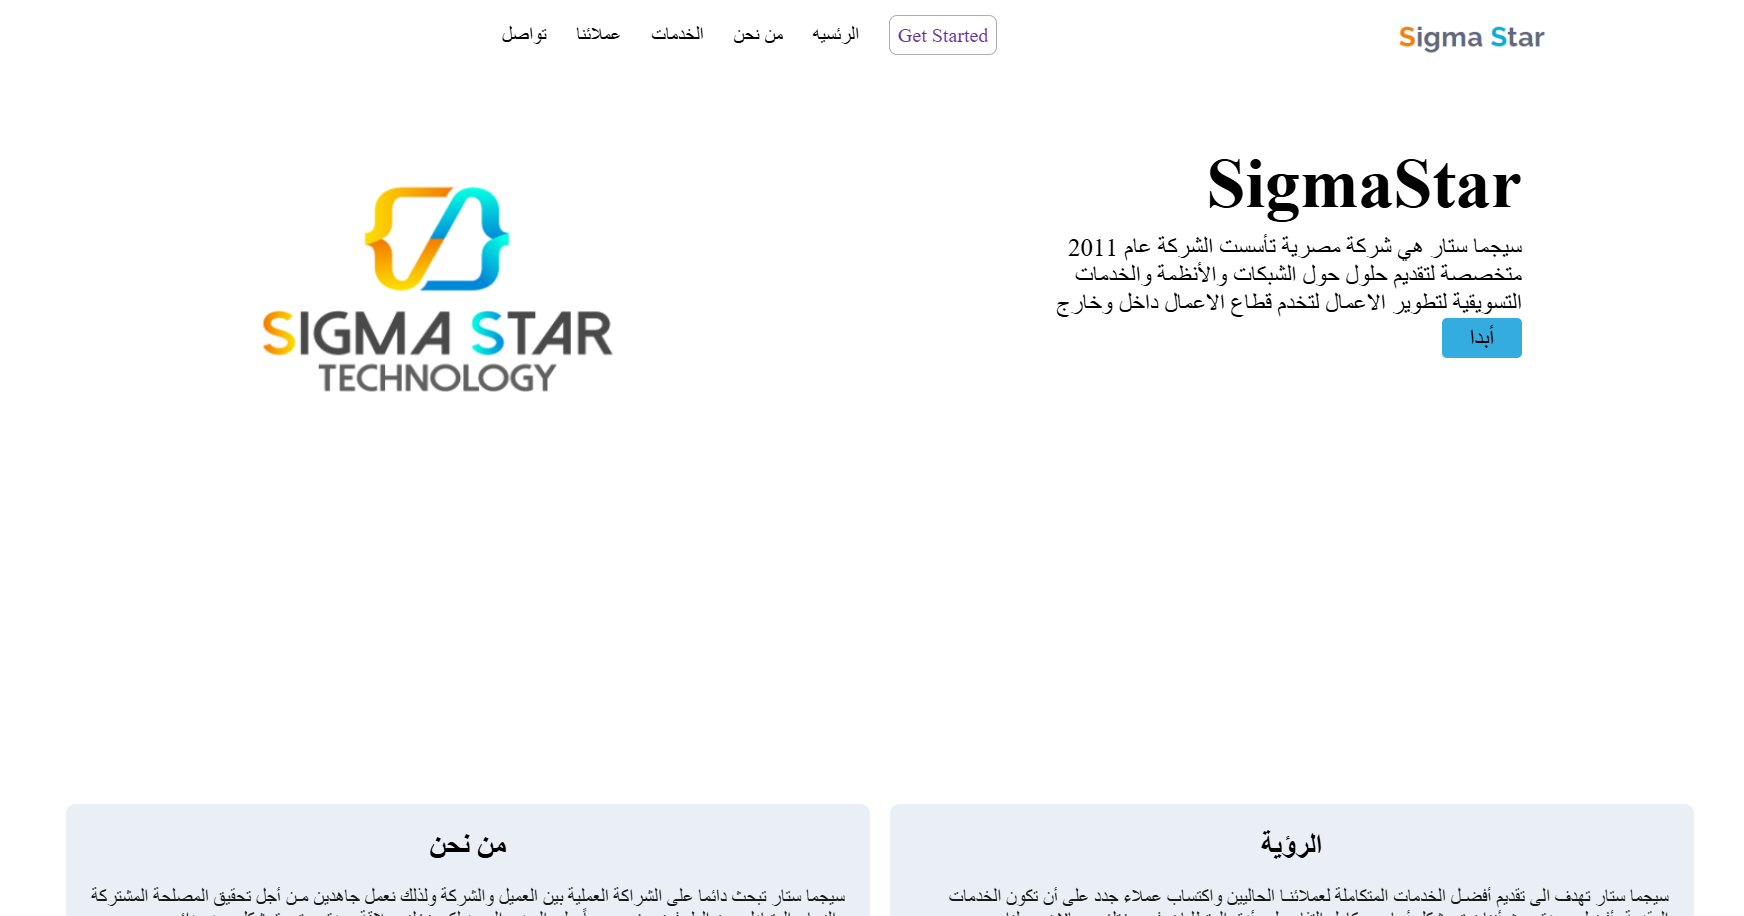 Sigma Star
Get Started
الرئسيه
من نحن
الخدمات
عملائنا
تواصل
SigmaStar
سيجما ستار هي شركة مصرية تأسست الشركة عام 2011
متخصصة لتقديم حلول حول الشبكات والأنظمة والخدمات
التسويقية لتطوير الاعمال لتخدم قطاع الاعمال داخل وخارج
أبدا
SIGMA STAR
TECHNOLOGY
الرؤية
سيجما ستار تهدف الى تقديم أفضل الخدمات المتكاملة لعملائنا الحاليين واكتساب عملاء جدد على أن تكون الخدمات
من نحن
سيجما ستار تبحث دائما على الشراكة العملية بين العميل والشركة ولذلك نعمل جاهدين من أجل تحقيق المصلحة المشتركة